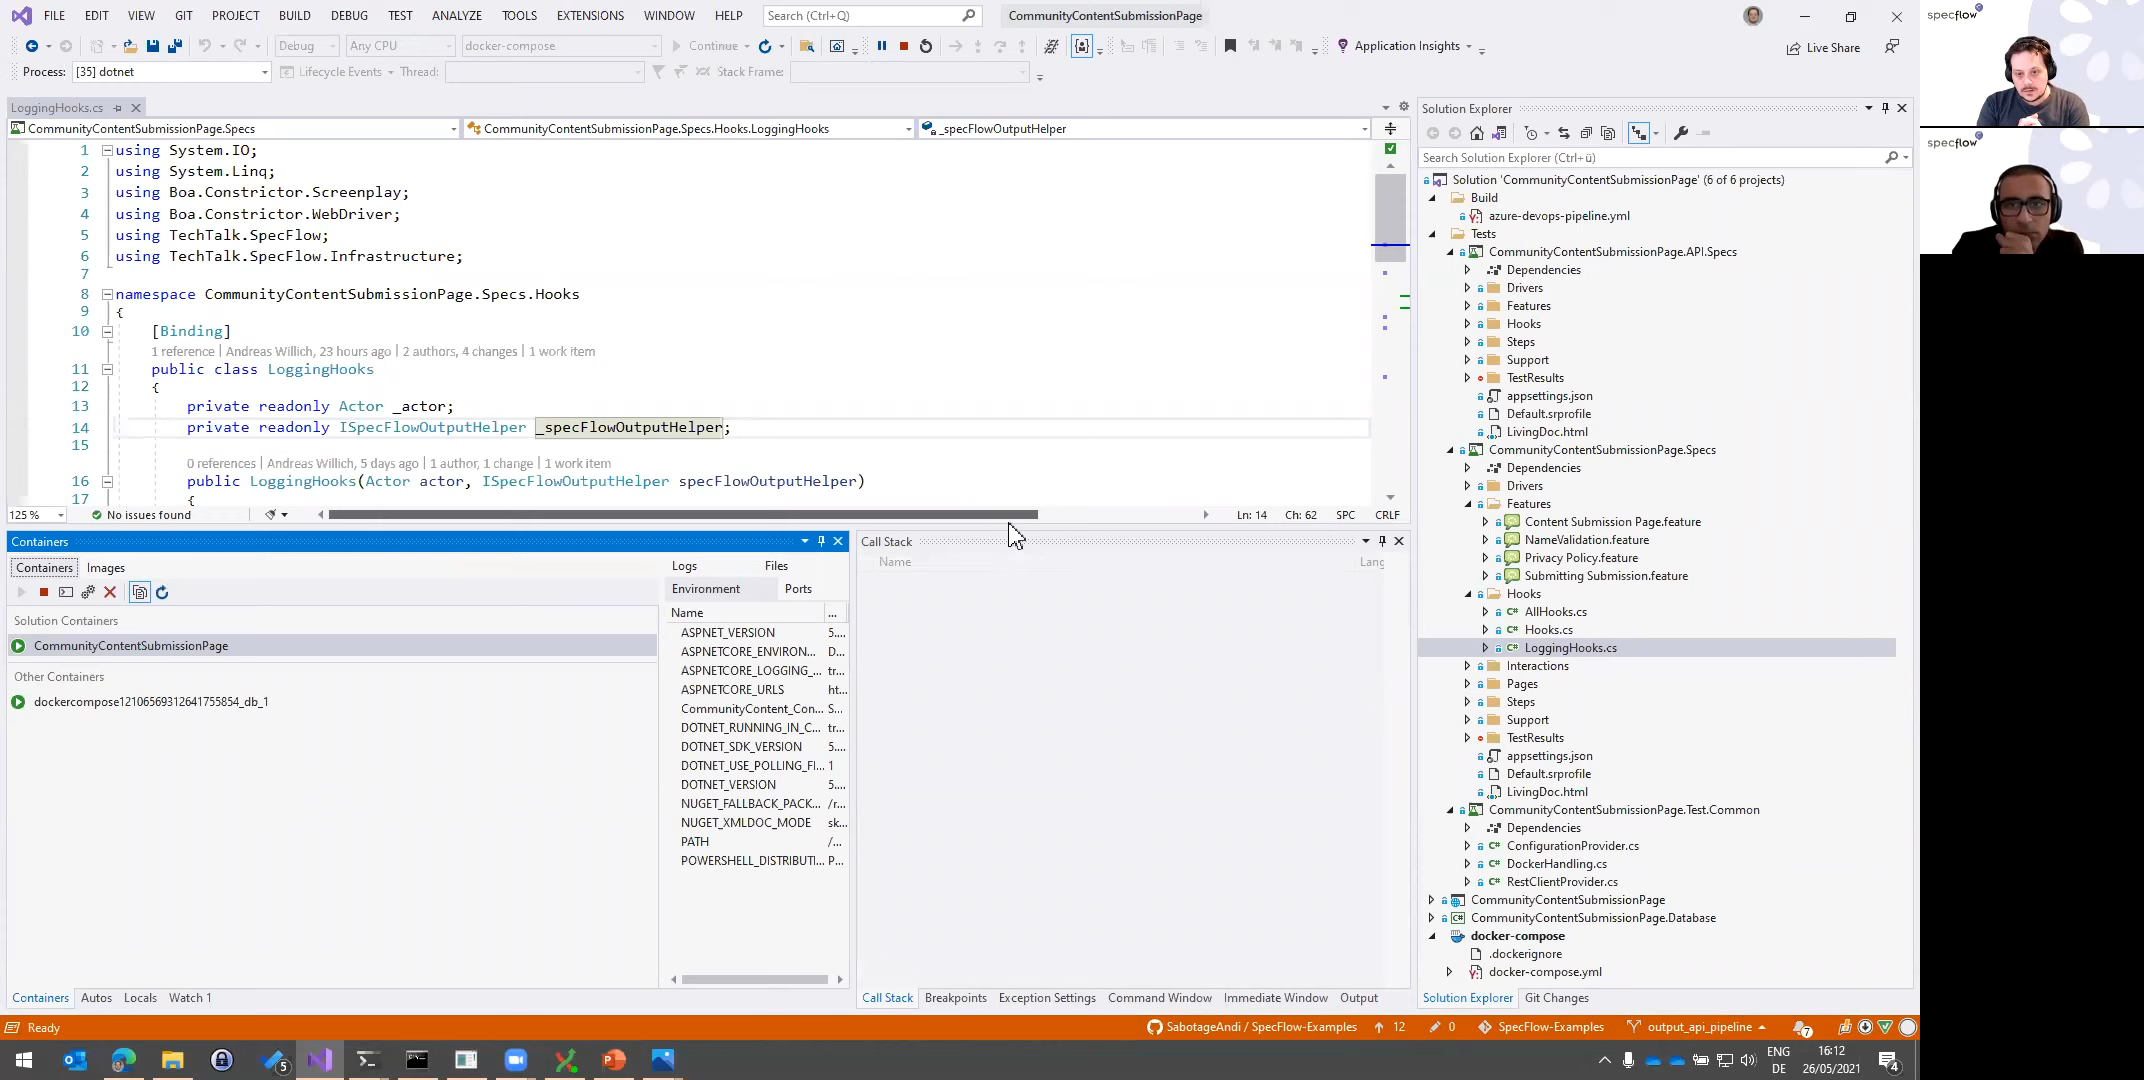 FILE EDIT VIEW GIT PROJECT BUILD DEBUG TEST ANALYZE TOOLS EXTENSIONS WINDOW HELP Search (Ctrl+Q) CommunityContentSubmissionPage
Debug Any CPU docker-compose Continue Application Insights Live Share
Process: [35] dotnet Lifecycle Events Thread: Stack Frame:
LoggingHooks.cs
CommunityContentSubmissionPage.Specs CommunityContentSubmissionPage.Specs.Hooks.LoggingHooks _specFlowOutputHelper
1 using System.IO;
2 using System.Linq;
3 using Boa.Constrictor.Screenplay;
4 using Boa.Constrictor.WebDriver;
5 using TechTalk.SpecFlow;
6 using TechTalk.SpecFlow.Infrastructure;
7
8 namespace CommunityContentSubmissionPage.Specs.Hooks
9 {
10 [Binding]
1 reference | Andreas Willich, 23 hours ago | 2 authors, 4 changes | 1 work item
11 public class LoggingHooks
12 {
13 private readonly Actor _actor;
14 private readonly ISpecFlowOutputHelper _specFlowOutputHelper;
15
0 references | Andreas Willich, 5 days ago | 1 author, 1 change | 1 work item
16 public LoggingHooks(Actor actor, ISpecFlowOutputHelper specFlowOutputHelper)
17 {
125 % No issues found Ln: 14 Ch: 62 SPC CRLF
Containers
Containers Images
Solution Containers
CommunityContentSubmissionPage
Other Containers
dockercompose12106569312641755854_db_1
Logs Files
Environment Ports
Name ...
ASPNET_VERSION 5....
ASPNETCORE_ENVIRON... D...
ASPNETCORE_LOGGING_... tr...
ASPNETCORE_URLS ht...
CommunityContent_Con... S...
DOTNET_RUNNING_IN_C... tr...
DOTNET_SDK_VERSION 5....
DOTNET_USE_POLLING_FI... 1
DOTNET_VERSION 5....
NUGET_FALLBACK_PACK... /r...
NUGET_XMLDOC_MODE sk...
PATH /...
POWERSHELL_DISTRIBUTI... P...
Containers Autos Locals Watch 1
Call Stack
Name Lang
Call Stack Breakpoints Exception Settings Command Window Immediate Window Output
Solution Explorer
Search Solution Explorer (Ctrl+ü)
Solution 'CommunityContentSubmissionPage' (6 of 6 projects)
Build
azure-devops-pipeline.yml
Tests
CommunityContentSubmissionPage.API.Specs
Dependencies
Drivers
Features
Hooks
Steps
Support
TestResults
appsettings.json
Default.srprofile
LivingDoc.html
CommunityContentSubmissionPage.Specs
Dependencies
Drivers
Features
Content Submission Page.feature
NameValidation.feature
Privacy Policy.feature
Submitting Submission.feature
Hooks
AllHooks.cs
Hooks.cs
LoggingHooks.cs
Interactions
Pages
Steps
Support
TestResults
appsettings.json
Default.srprofile
LivingDoc.html
CommunityContentSubmissionPage.Test.Common
Dependencies
ConfigurationProvider.cs
DockerHandling.cs
RestClientProvider.cs
CommunityContentSubmissionPage
CommunityContentSubmissionPage.Database
docker-compose
.dockerignore
docker-compose.yml
Solution Explorer Git Changes
Ready SabotageAndi / SpecFlow-Examples 12 0 SpecFlow-Examples output_api_pipeline 7
5 ENG DE 16:12 26/05/2021 4
specflow
specflow